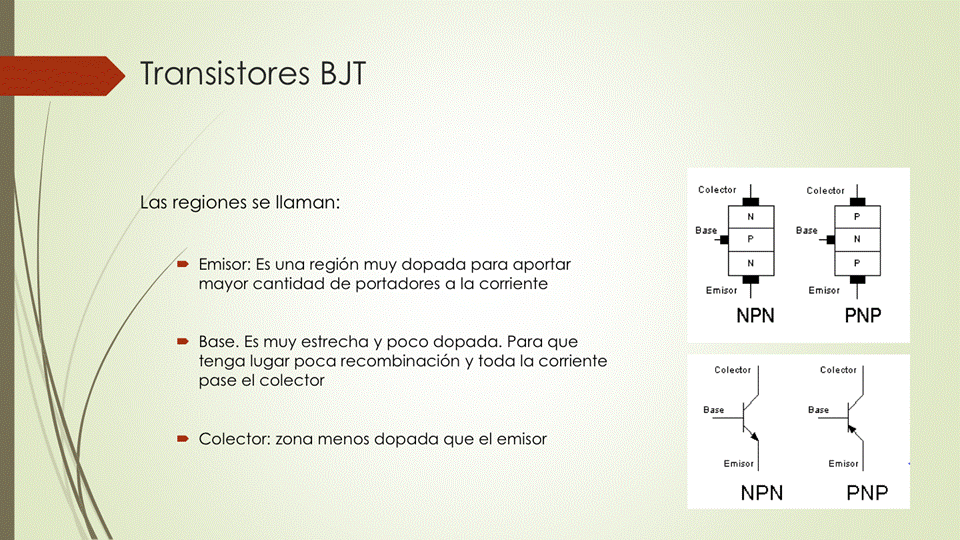 Transistores BJT
Las regiones se llaman:
Emisor: Es una región muy dopada para aportar
mayor cantidad de portadores a la corriente
Base. Es muy estrecha y poco dopada. Para que
tenga lugar poca recombinación y toda la corriente
pase el colector
Colector: zona menos dopada que el emisor
Colector Colector
N P
Base P Base N
N P
Emisor Emisor
NPN PNP
Colector Colector
Base Base
Emisor Emisor
NPN PNP